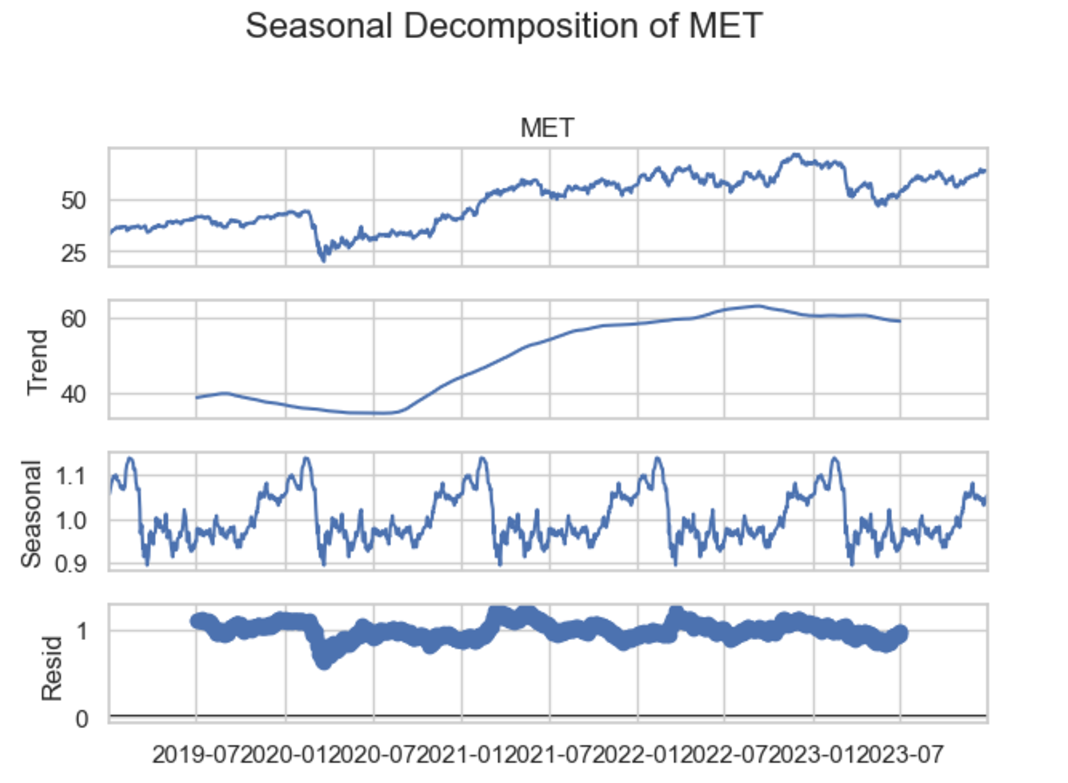 Seasonal Decomposition of MET
MET
50
25
60
Trend
40
1.1
Seasonal
1.0
0.9
1
Resid
0
2019-072020-012020-072021-012021-072022-012022-072023-012023-07